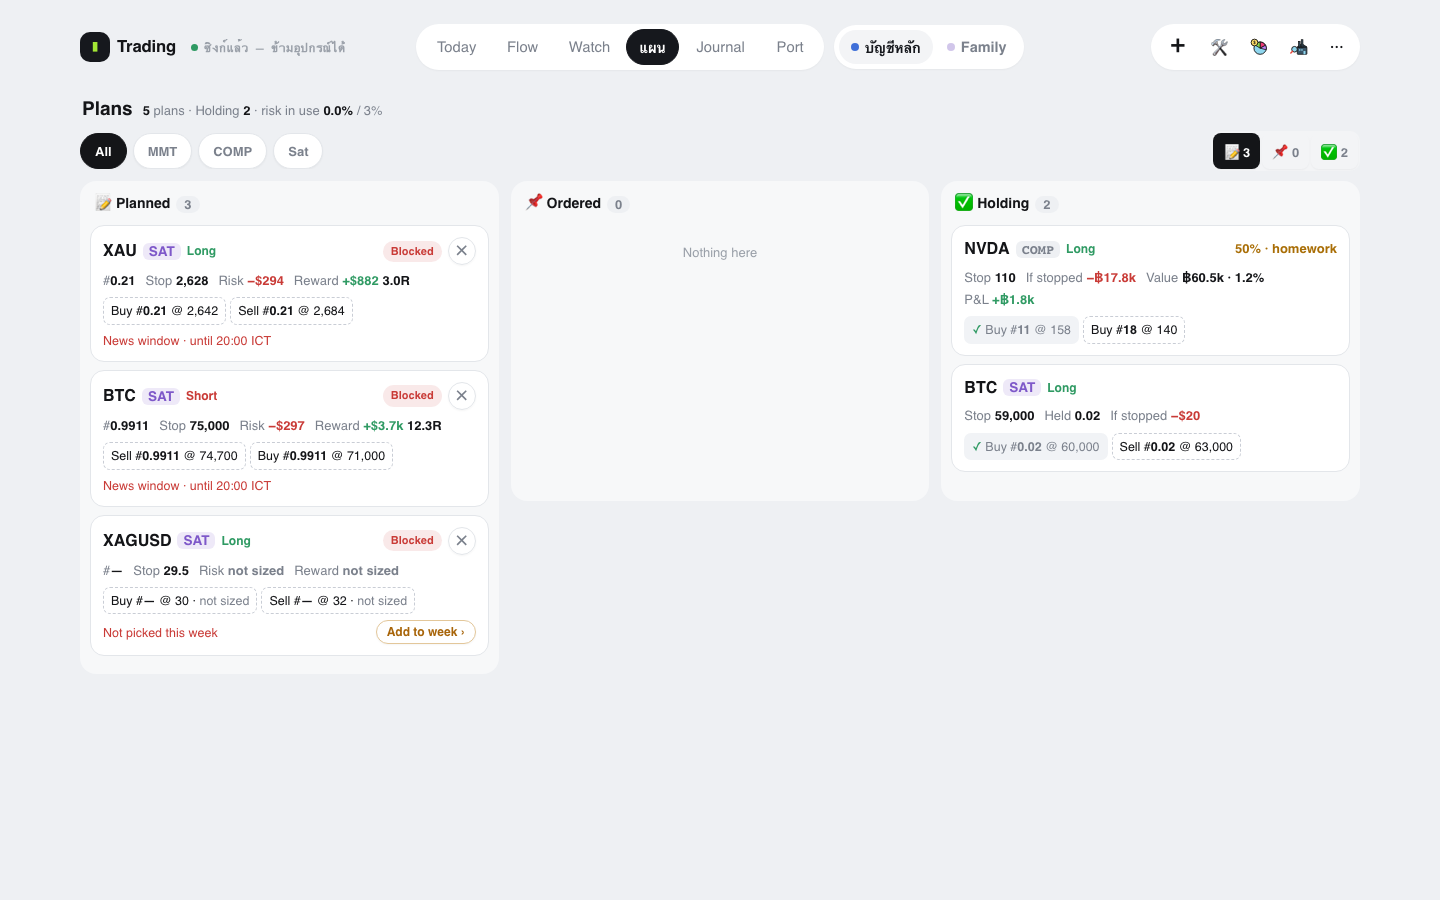 Trading
ซิงก์แล้ว — ข้ามอุปกรณ์ได้
Today Flow Watch แผน Journal Port
บัญชีหลัก Family
Plans 5 plans · Holding 2 · risk in use 0.0% / 3%
All MMT COMP Sat
3 0 2
Planned 3
XAU SAT Long Blocked
#0.21 Stop 2,628 Risk −$294 Reward +$882 3.0R
Buy #0.21 @ 2,642 Sell #0.21 @ 2,684
News window · until 20:00 ICT
BTC SAT Short Blocked
#0.9911 Stop 75,000 Risk −$297 Reward +$3.7k 12.3R
Sell #0.9911 @ 74,700 Buy #0.9911 @ 71,000
News window · until 20:00 ICT
XAGUSD SAT Long Blocked
#— Stop 29.5 Risk not sized Reward not sized
Buy #— @ 30 · not sized Sell #— @ 32 · not sized
Not picked this week Add to week ›
Ordered 0
Nothing here
Holding 2
NVDA COMP Long 50% · homework
Stop 110 If stopped −฿17.8k Value ฿60.5k · 1.2%
P&L +฿1.8k
✓ Buy #11 @ 158 Buy #18 @ 140
BTC SAT Long
Stop 59,000 Held 0.02 If stopped −$20
✓ Buy #0.02 @ 60,000 Sell #0.02 @ 63,000